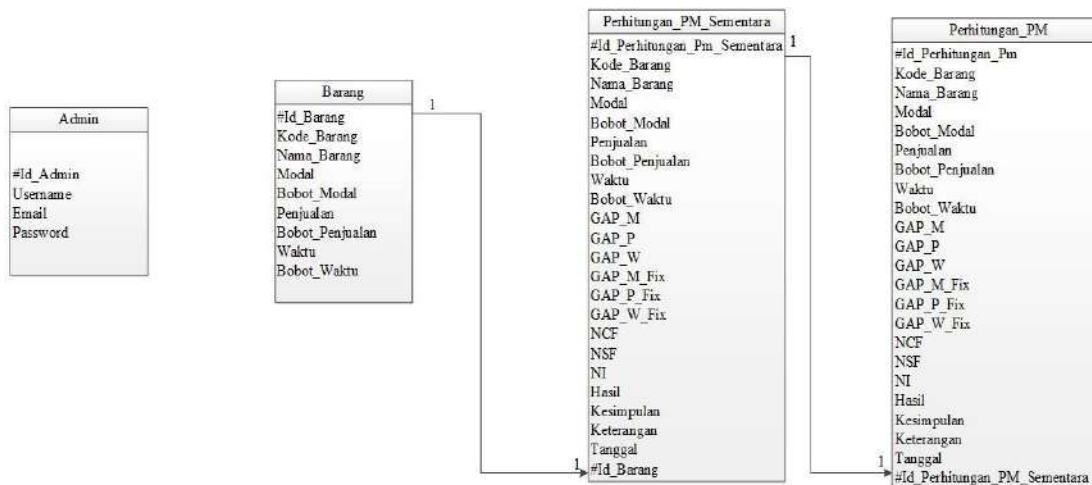 Admin
#Id_Admin
Username
Email
Password
Barang
#Id_Barang
Kode_Barang
Nama_Barang
Modal
Bobot_Modal
Penjualan
Bobot_Penjualan
Waktu
Bobot_Waktu
1
1
Perhitungan_PM_Sementara
#Id_Perhitungan_Pm_Sementara
Kode_Barang
Nama_Barang
Modal
Bobot_Modal
Penjualan
Bobot_Penjualan
Waktu
Bobot_Waktu
GAP_M
GAP_P
GAP_W
GAP_M_Fix
GAP_P_Fix
GAP_W_Fix
NCF
NSF
NI
Hasil
Kesimpulan
Keterangan
Tanggal
#Id_Barang
1
1
Perhitungan_PM
#Id_Perhitungan_Pm
Kode_Barang
Nama_Barang
Modal
Bobot_Modal
Penjualan
Bobot_Penjualan
Waktu
Bobot_Waktu
GAP_M
GAP_P
GAP_W
GAP_M_Fix
GAP_P_Fix
GAP_W_Fix
NCF
NSF
NI
Hasil
Kesimpulan
Keterangan
Tanggal
#Id_Perhitungan_PM_Sementara